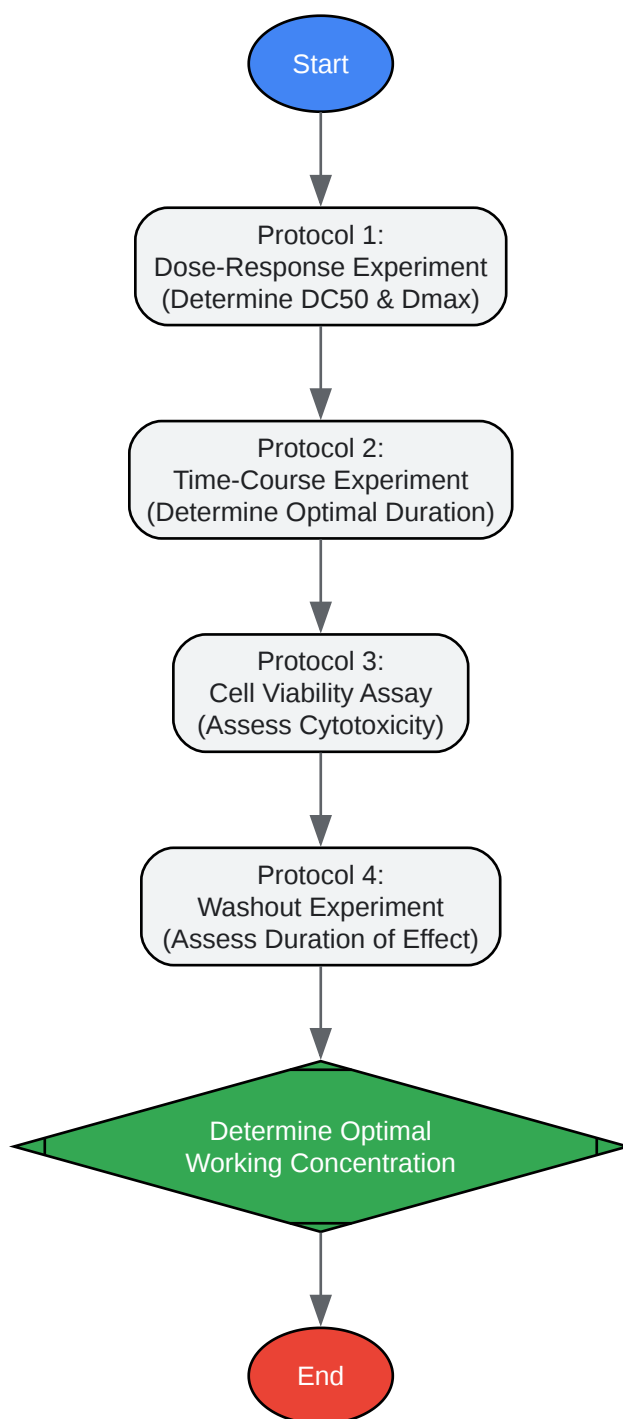 Start
Protocol 1:
Dose-Response Experiment
(Determine DC50 & Dmax)
Protocol 2:
Time-Course Experiment
(Determine Optimal Duration)
Protocol 3:
Cell Viability Assay
(Assess Cytotoxicity)
Protocol 4:
Washout Experiment
(Assess Duration of Effect)
Determine Optimal
Working Concentration
End